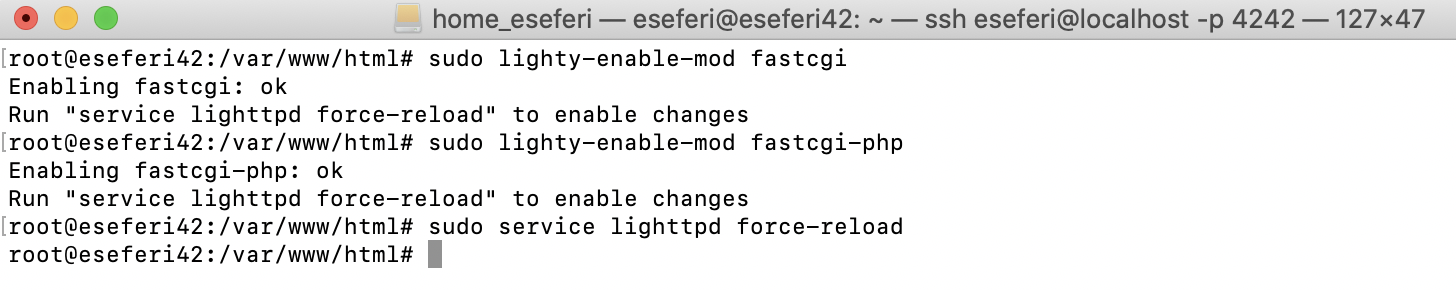 home_eseferi — eseferi@eseferi42: ~ — ssh eseferi@localhost -p 4242 — 127×47
[root@eseferi42:/var/www/html# sudo lighty-enable-mod fastcgi
Enabling fastcgi: ok
Run "service lighttpd force-reload" to enable changes
[root@eseferi42:/var/www/html# sudo lighty-enable-mod fastcgi-php
Enabling fastcgi-php: ok
Run "service lighttpd force-reload" to enable changes
[root@eseferi42:/var/www/html# sudo service lighttpd force-reload
root@eseferi42:/var/www/html#